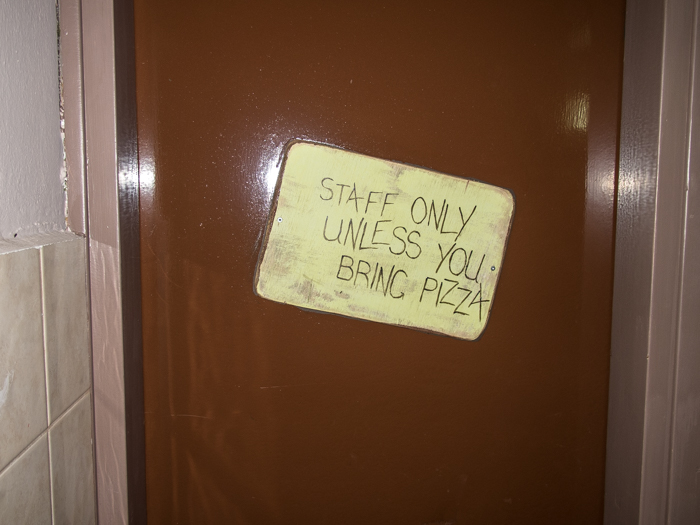 STAFF ONLY
UNLESS YOU
BRING PIZZA